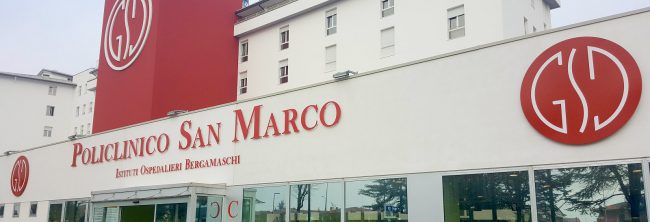 GSD
POLICLINICO SAN MARCO
ISTITUTI OSPEDALIERI BERGAMASCHI
GSD
GSD
C